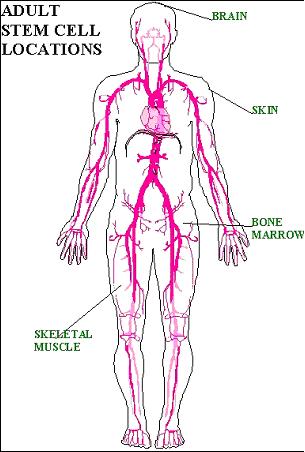 ADULT
STEM CELL
LOCATIONS
BRAIN
SKIN
BONE
MARROW
SKELETAL
MUSCLE